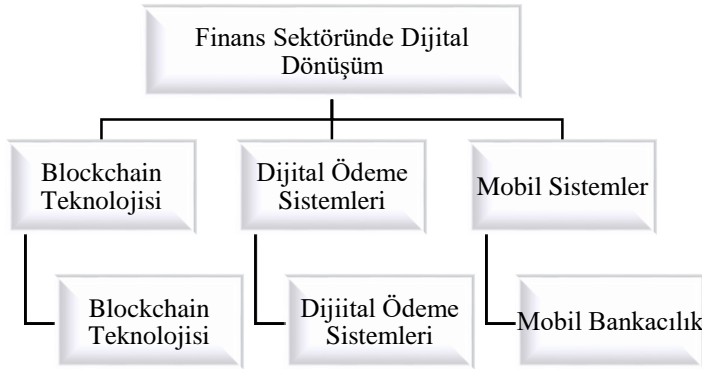 Finans Sektöründe Dijital
Dönüşüm
Blockchain
Teknolojisi
Dijital Ödeme
Sistemleri
Mobil Sistemler
Blockchain
Teknolojisi
Dijiital Ödeme
Sistemleri
Mobil Bankacılık